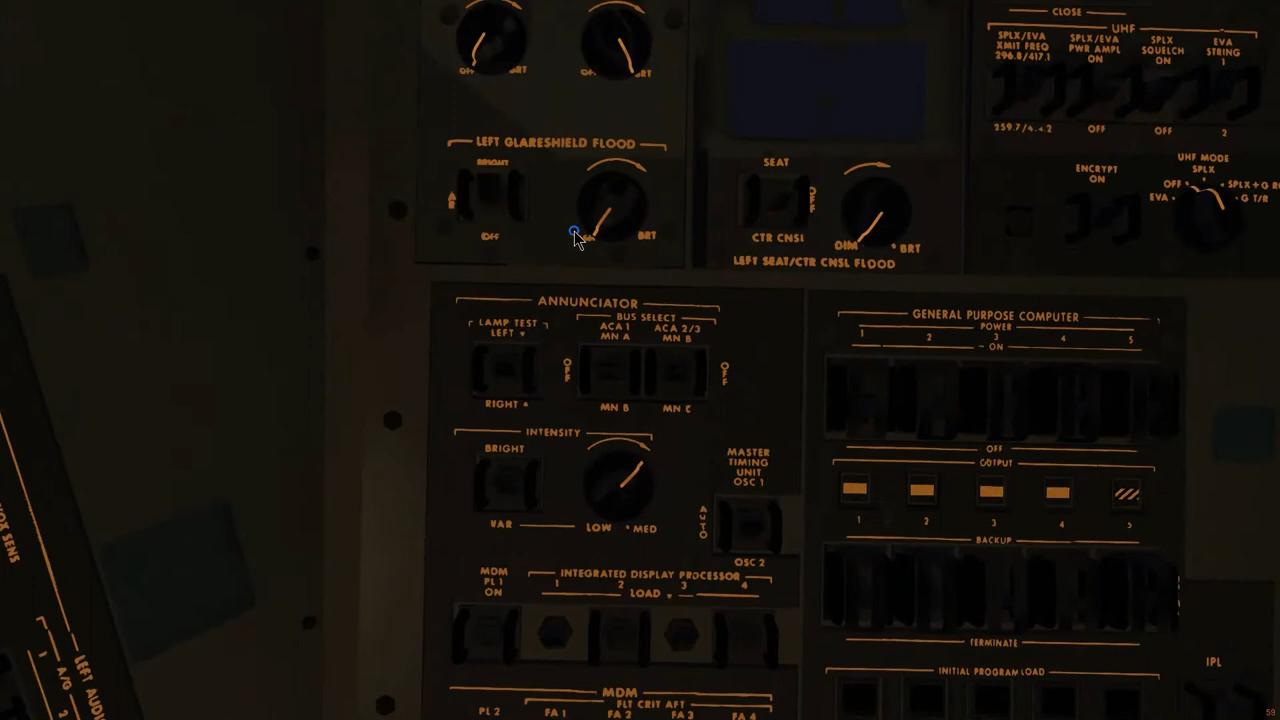 OFF BRT
BRT
LEFT GLARESHIELD FLOOD
BRIGHT
OFF
BRT
SEAT
OFF
CTR CNSL
DIM BRT
LEFT SEAT/CTR CNSL FLOOD
CLOSE
UHF
SPLX/EVA
XMIT FREQ
296.8/417.1
SPLX/EVA
PWR AMPL
ON
SPLX
SQUELCH
ON
EVA
STRING
1
OFF
OFF
2
ENCRYPT
ON
UHF MODE
SPLX
OFF
SPLX+G
EVA
G T/R
ANNUNCIATOR
LAMP TEST
LEFT
RIGHT
BUS SELECT
ACA 1
MN A
ACA 2/3
MN B
OFF
OFF
MN B
MN C
INTENSITY
BRIGHT
VAR
LOW MED
MASTER
TIMING
UNIT
OSC 1
AUTO
OSC 2
GENERAL PURPOSE COMPUTER
POWER
1 2 3 4 5
ON
OFF
OUTPUT
1 2 3 4 5
BACKUP
TERMINATE
INITIAL PROGRAM LOAD
IPL
MDM
PL 1
ON
INTEGRATED DISPLAY PROCESSOR
1 2 3 4
LOAD
MDM
FLT CRIT AFT
PL 2 FA 1 FA 2 FA 3 FA 4
VOX SENS
LEFT AUDIO
A/G
1
2
59